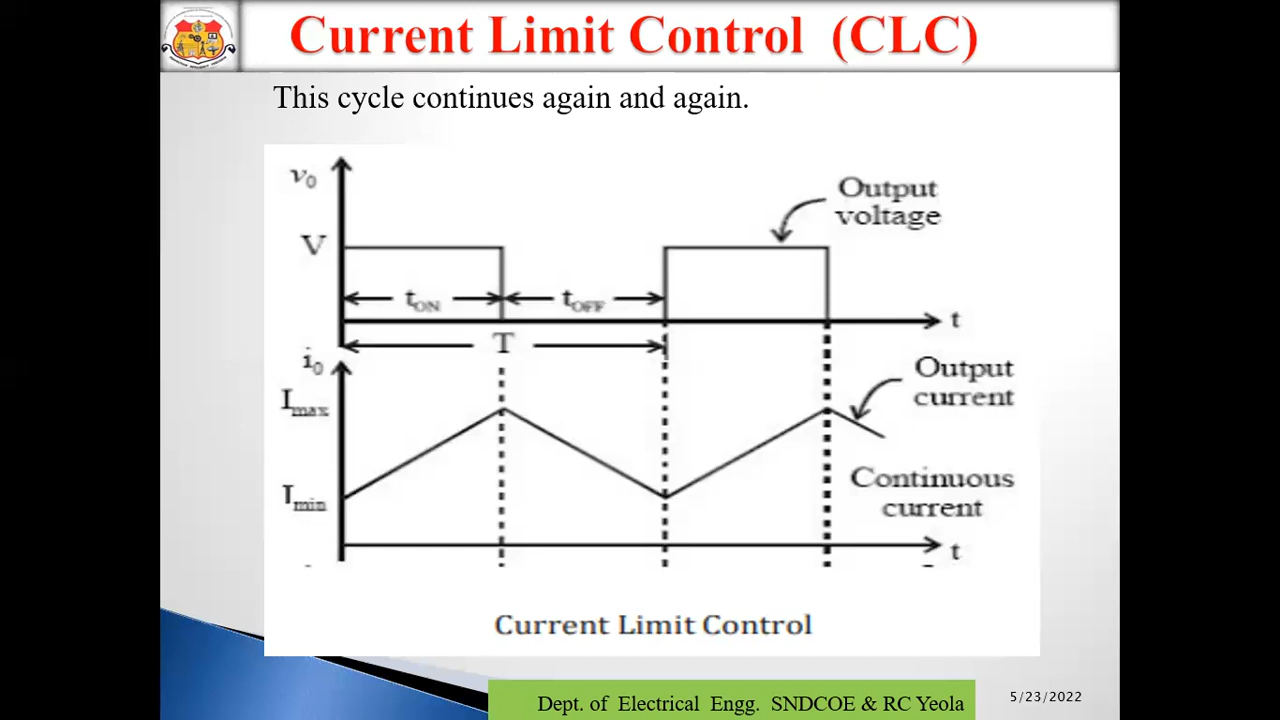 Current Limit Control (CLC)
This cycle continues again and again.
v0
Output
voltage
V
tON
tOFF
t
T
i0
Output
current
Imax
Continuous
current
Imin
t
Current Limit Control
Dept. of Electrical Engg. SNDCOE & RC Yeola
5/23/2022